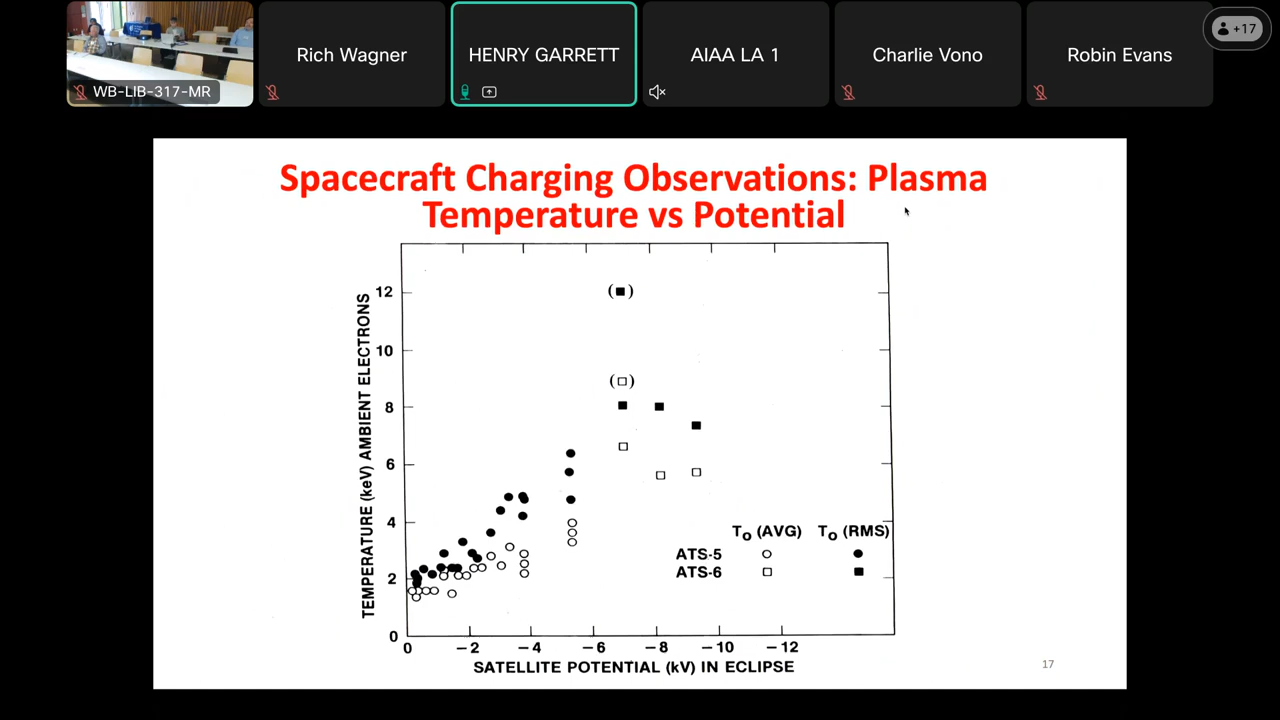 WB-LIB-317-MR
Rich Wagner
HENRY GARRETT
AIAA LA 1
Charlie Vono
Robin Evans
+17
Spacecraft Charging Observations: Plasma
Temperature vs Potential
TEMPERATURE (keV) AMBIENT ELECTRONS
12
10
8
6
4
2
0
( )
( )
To (AVG) To (RMS)
ATS-5
ATS-6
0 −2 −4 −6 −8 −10 −12
SATELLITE POTENTIAL (kV) IN ECLIPSE
17